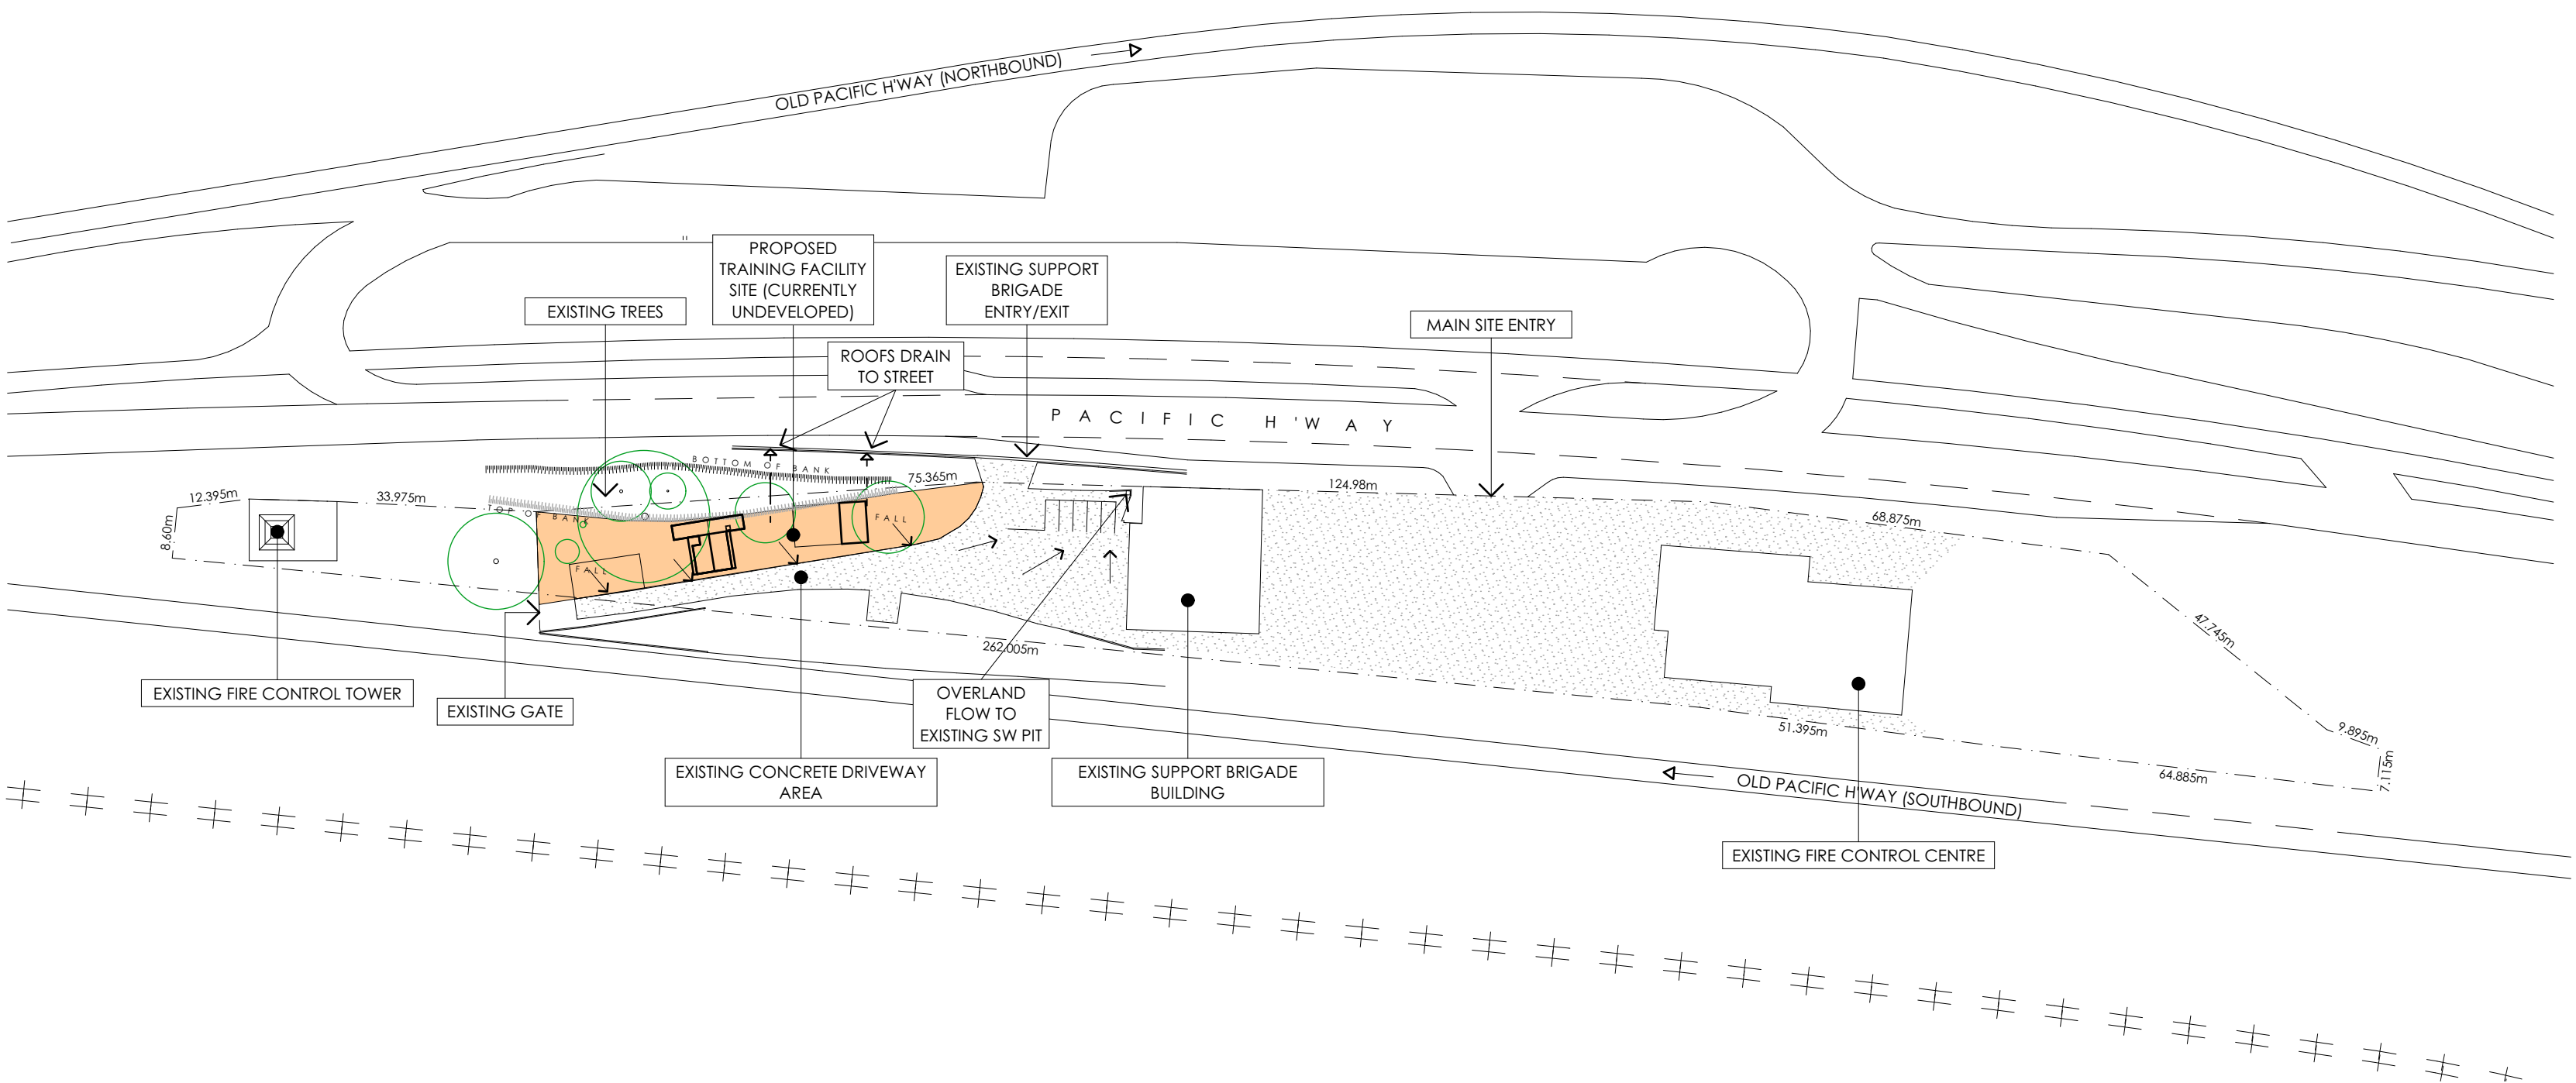 OLD PACIFIC H'WAY (NORTHBOUND)
PROPOSED
TRAINING FACILITY
SITE (CURRENTLY
UNDEVELOPED)
EXISTING SUPPORT
BRIGADE
ENTRY/EXIT
EXISTING TREES
MAIN SITE ENTRY
ROOFS DRAIN
TO STREET
PACIFIC H'WAY
BOTTOM OF BANK
75.365m
124.98m
12.395m
33.975m
TOP OF BANK
FALL
68.875m
8.60m
FALL
47.745m
262.005m
EXISTING FIRE CONTROL TOWER
EXISTING GATE
OVERLAND
FLOW TO
EXISTING SW PIT
51.395m
9.895m
7.115m
64.885m
EXISTING CONCRETE DRIVEWAY
AREA
EXISTING SUPPORT BRIGADE
BUILDING
OLD PACIFIC H'WAY (SOUTHBOUND)
EXISTING FIRE CONTROL CENTRE